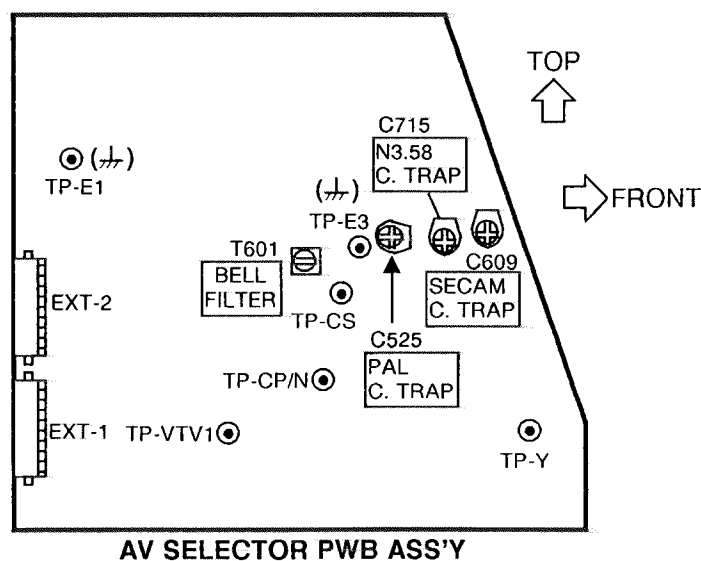 TOP
C715
N3.58
C. TRAP
TP-E1
FRONT
TP-E3
T601
BELL
FILTER
C609
SECAM
C. TRAP
EXT-2
TP-CS
C525
PAL
C. TRAP
TP-CP/N
EXT-1
TP-VTV1
TP-Y
AV SELECTOR PWB ASS'Y